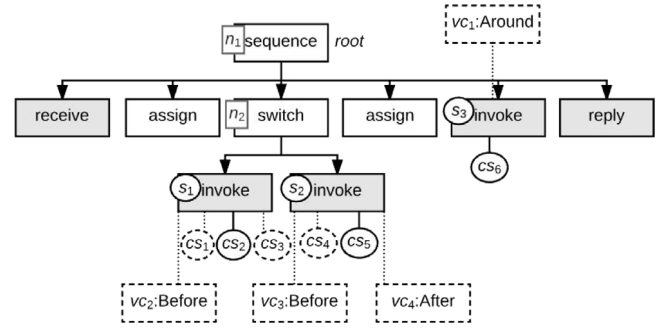 vc1:Around
n1 sequence root
receive assign n2 switch assign s3 invoke reply
cs6
s1 invoke s2 invoke
cs1 cs2 cs3 cs4 cs5
vc2:Before vc3:Before vc4:After